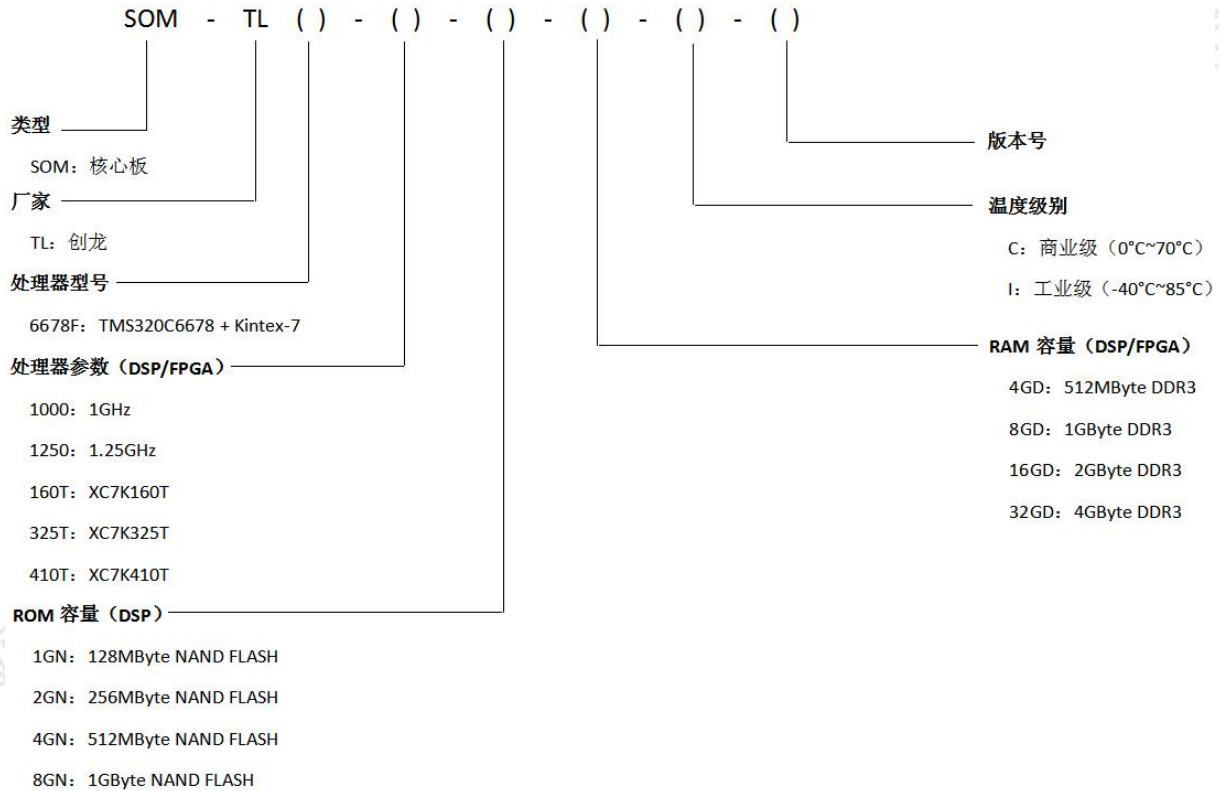 SOM - TL ( ) - ( ) - ( ) - ( ) - ( ) - ( )
类型
SOM：核心板
厂家
TL：创龙
处理器型号
6678F：TMS320C6678 + Kintex-7
处理器参数（DSP/FPGA）
1000：1GHz
1250：1.25GHz
160T：XC7K160T
325T：XC7K325T
410T：XC7K410T
ROM 容量（DSP）
1GN：128MByte NAND FLASH
2GN：256MByte NAND FLASH
4GN：512MByte NAND FLASH
8GN：1GByte NAND FLASH
版本号
温度级别
C：商业级（0°C~70°C）
I：工业级（-40°C~85°C）
RAM 容量（DSP/FPGA）
4GD：512MByte DDR3
8GD：1GByte DDR3
16GD：2GByte DDR3
32GD：4GByte DDR3